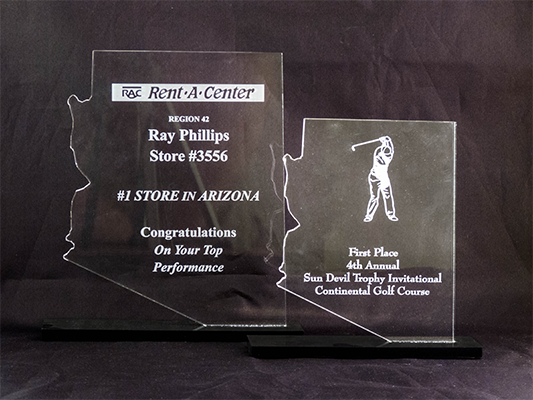 RAC Rent-A-Center
REGION 42
Ray Phillips
Store #3556
#1 STORE IN ARIZONA
Congratulations
On Your Top
Performance
First Place
4th Annual
Sun Devil Trophy Invitational
Continental Golf Course